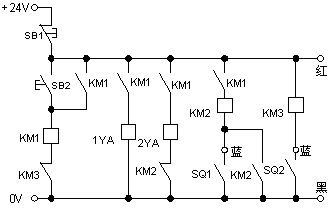 +24V
SB1
红
SB2 KM1 KM1 KM1 KM1
KM2 KM3
KM1 1YA 2YA
蓝 蓝
KM3 KM2 SQ1 KM2 SQ2
0V 黑